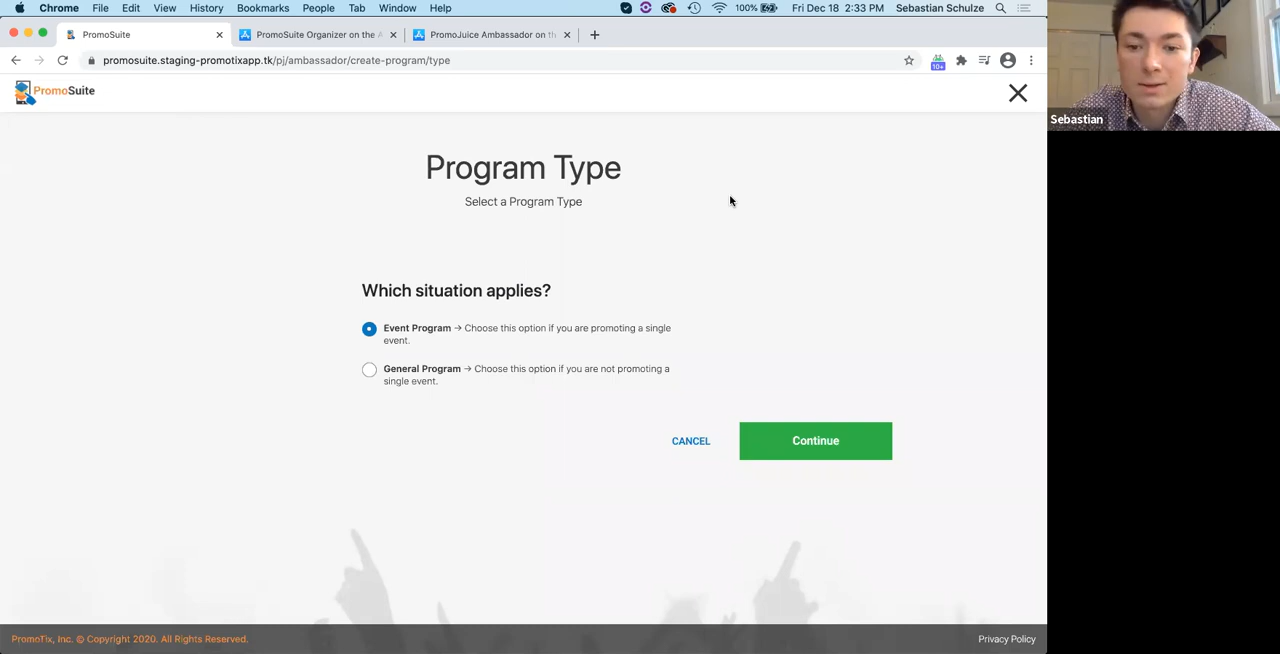 Chrome File Edit View History Bookmarks People Tab Window Help 100% Fri Dec 18 2:33 PM Sebastian Schulze
PromoSuite PromoSuite Organizer on the PromoJuice Ambassador on
promosuite.staging-promotixapp.tk/pj/ambassador/create-program/type
10+
PromoSuite
Sebastian
Program Type
Select a Program Type
Which situation applies?
Event Program → Choose this option if you are promoting a single
event.
General Program → Choose this option if you are not promoting a
single event.
CANCEL Continue
PromoTix, Inc. © Copyright 2020. All Rights Reserved. Privacy Policy